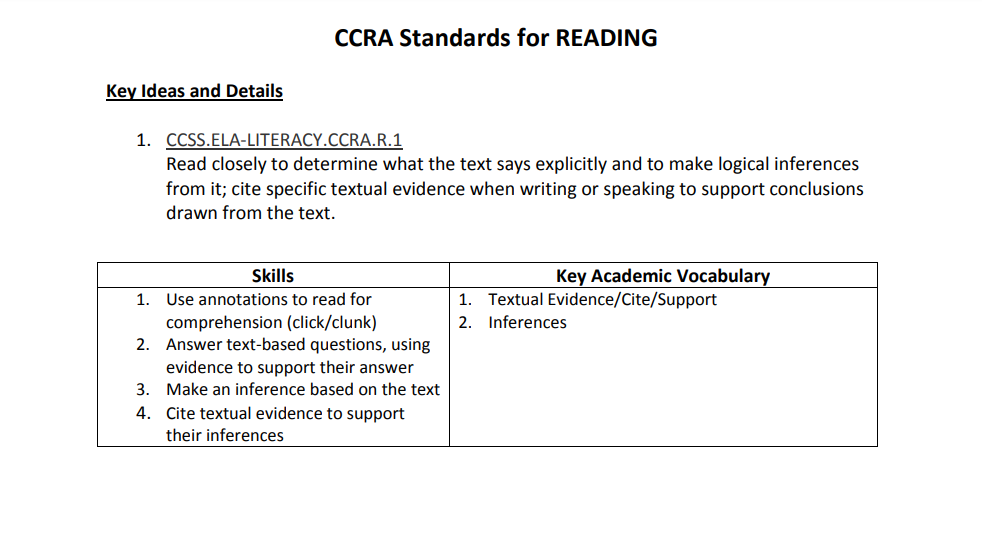 CCRA Standards for READING
Key Ideas and Details
1. CCSS.ELA-LITERACY.CCRA.R.1
Read closely to determine what the text says explicitly and to make logical inferences
from it; cite specific textual evidence when writing or speaking to support conclusions
drawn from the text.
Skills
1. Use annotations to read for
comprehension (click/clunk)
2. Answer text-based questions, using
evidence to support their answer
3. Make an inference based on the text
4. Cite textual evidence to support
their inferences
Key Academic Vocabulary
1. Textual Evidence/Cite/Support
2. Inferences